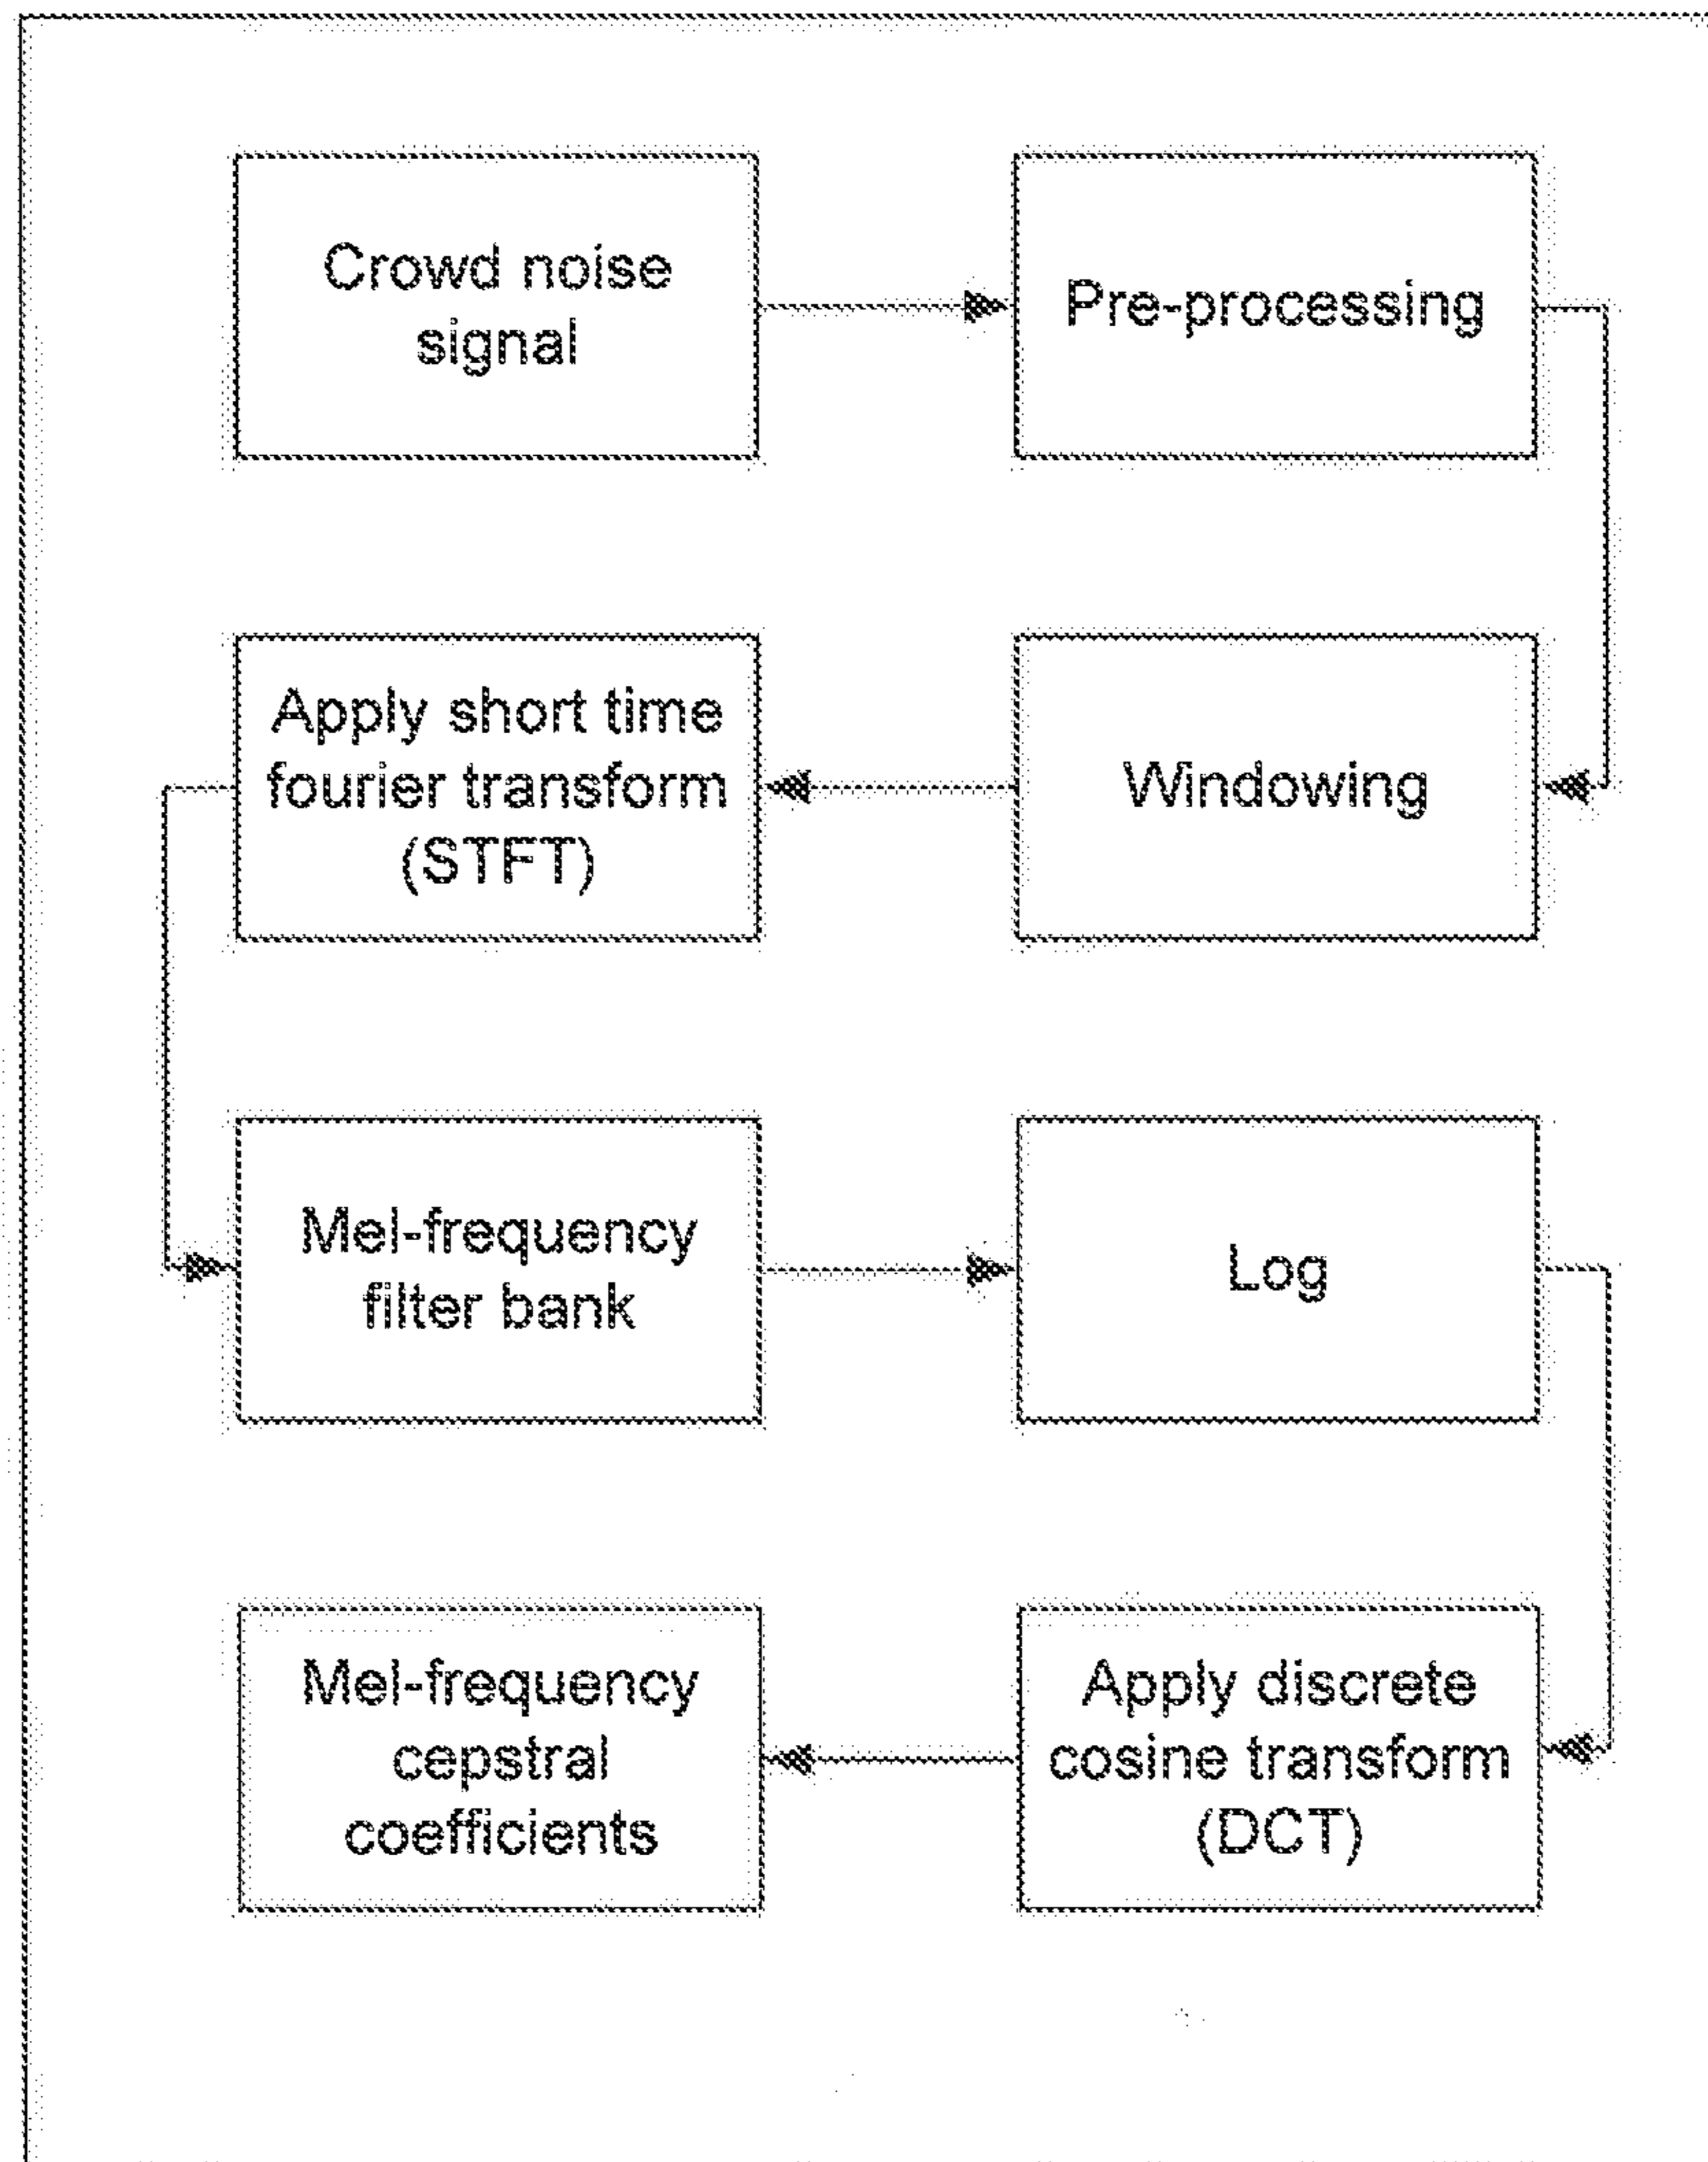 Crowd noise
signal
Pre-processing
Windowing
Apply short time
fourier transform
(STFT)
Mel-frequency
filter bank
Log
Apply discrete
cosine transform
(DCT)
Mel-frequency
cepstral
coefficients